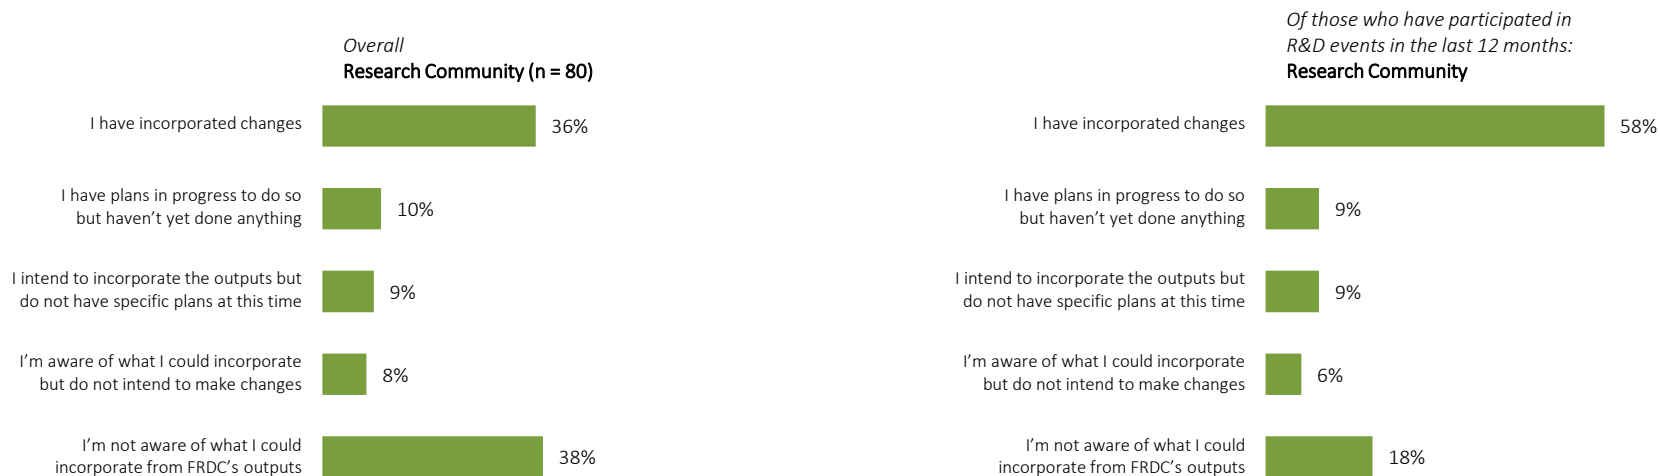 Overall
Research Community (n = 80)
I have incorporated changes
36%
I have plans in progress to do so
but haven’t yet done anything
10%
I intend to incorporate the outputs but
do not have specific plans at this time
9%
I’m aware of what I could incorporate
but do not intend to make changes
8%
I’m not aware of what I could
incorporate from FRDC’s outputs
38%
Of those who have participated in
R&D events in the last 12 months:
Research Community
I have incorporated changes
58%
I have plans in progress to do so
but haven’t yet done anything
9%
I intend to incorporate the outputs but
do not have specific plans at this time
9%
I’m aware of what I could incorporate
but do not intend to make changes
6%
I’m not aware of what I could
incorporate from FRDC’s outputs
18%